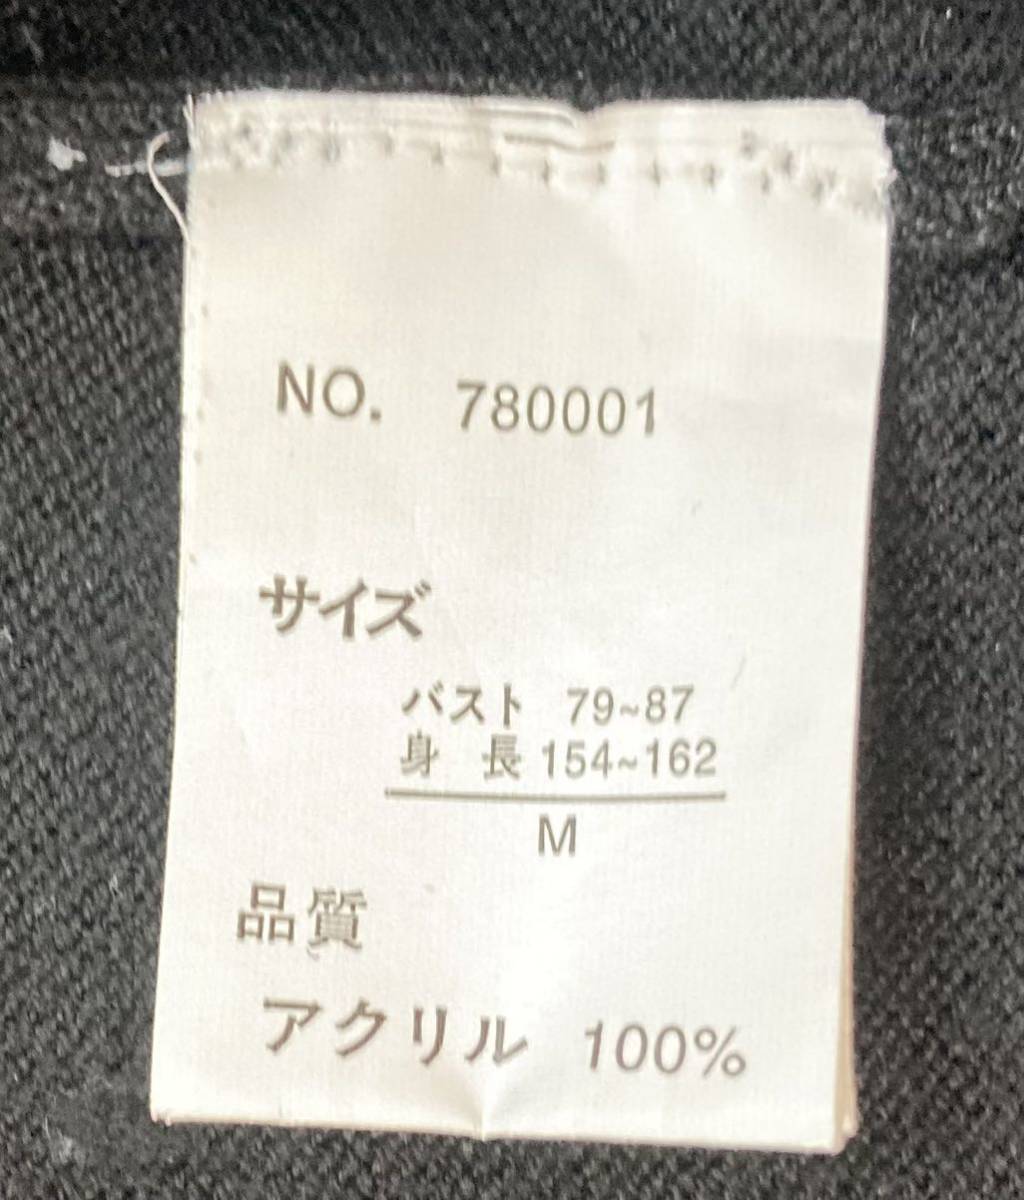 NO. 780001
サイズ
バスト 79~87
身 長 154~162
M
品質
アクリル 100%